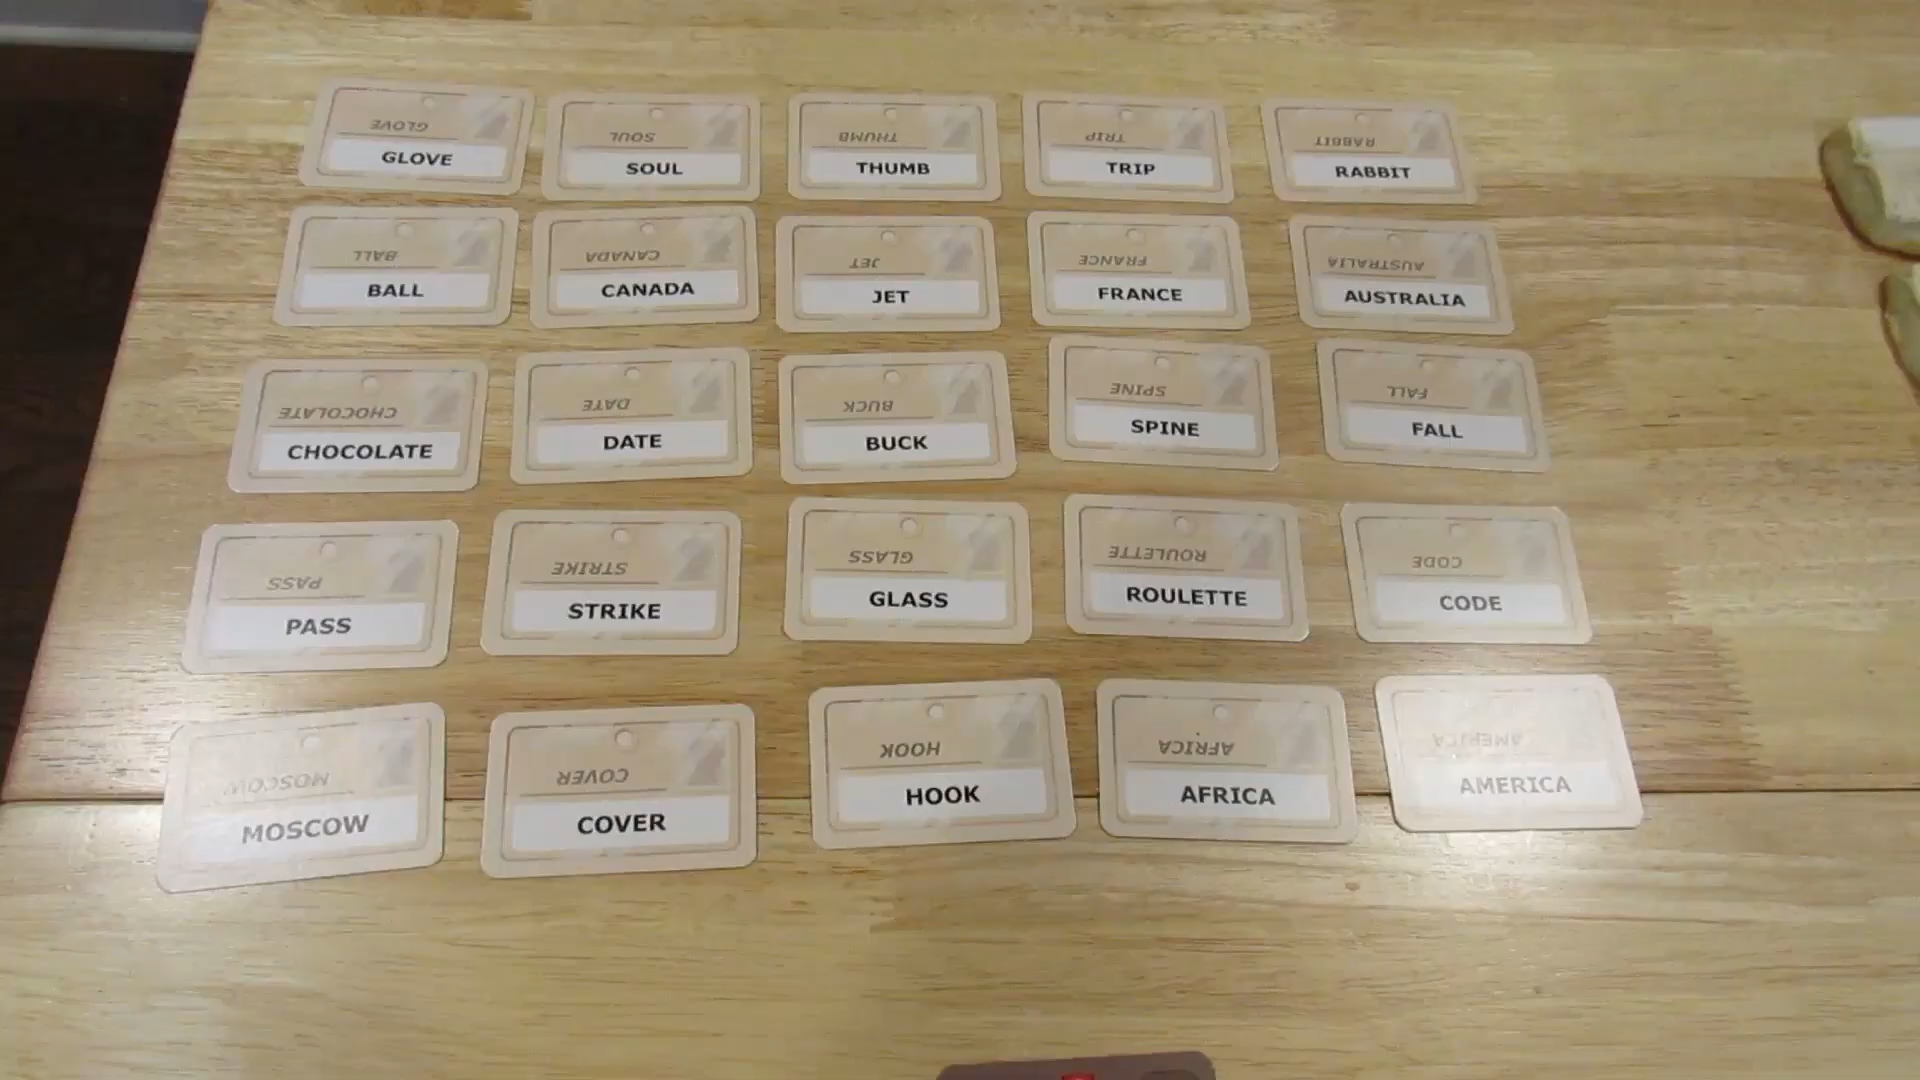 GLOVE SOUL THUMB TRIP RABBIT
GLOVE SOUL THUMB TRIP RABBIT
BALL CANADA JET FRANCE AUSTRALIA
BALL CANADA JET FRANCE AUSTRALIA
CHOCOLATE DATE BUCK SPINE FALL
CHOCOLATE DATE BUCK SPINE FALL
PASS STRIKE GLASS ROULETTE CODE
PASS STRIKE GLASS ROULETTE CODE
MOSCOW COVER HOOK AFRICA AMERICA
MOSCOW COVER HOOK AFRICA AMERICA